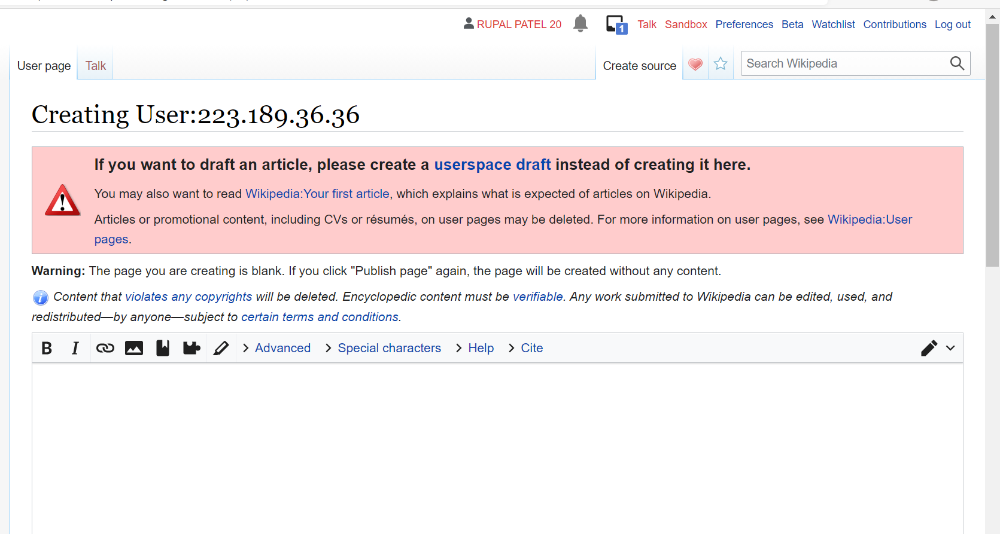 RUPAL PATEL 20 1 Talk Sandbox Preferences Beta Watchlist Contributions Log out
User page Talk Create source Search Wikipedia
Creating User:223.189.36.36
If you want to draft an article, please create a userspace draft instead of creating it here.
You may also want to read Wikipedia:Your first article, which explains what is expected of articles on Wikipedia.
Articles or promotional content, including CVs or résumés, on user pages may be deleted. For more information on user pages, see Wikipedia:User
pages.
Warning: The page you are creating is blank. If you click "Publish page" again, the page will be created without any content.
Content that violates any copyrights will be deleted. Encyclopedic content must be verifiable. Any work submitted to Wikipedia can be edited, used, and
redistributed—by anyone—subject to certain terms and conditions.
B I Advanced Special characters Help Cite